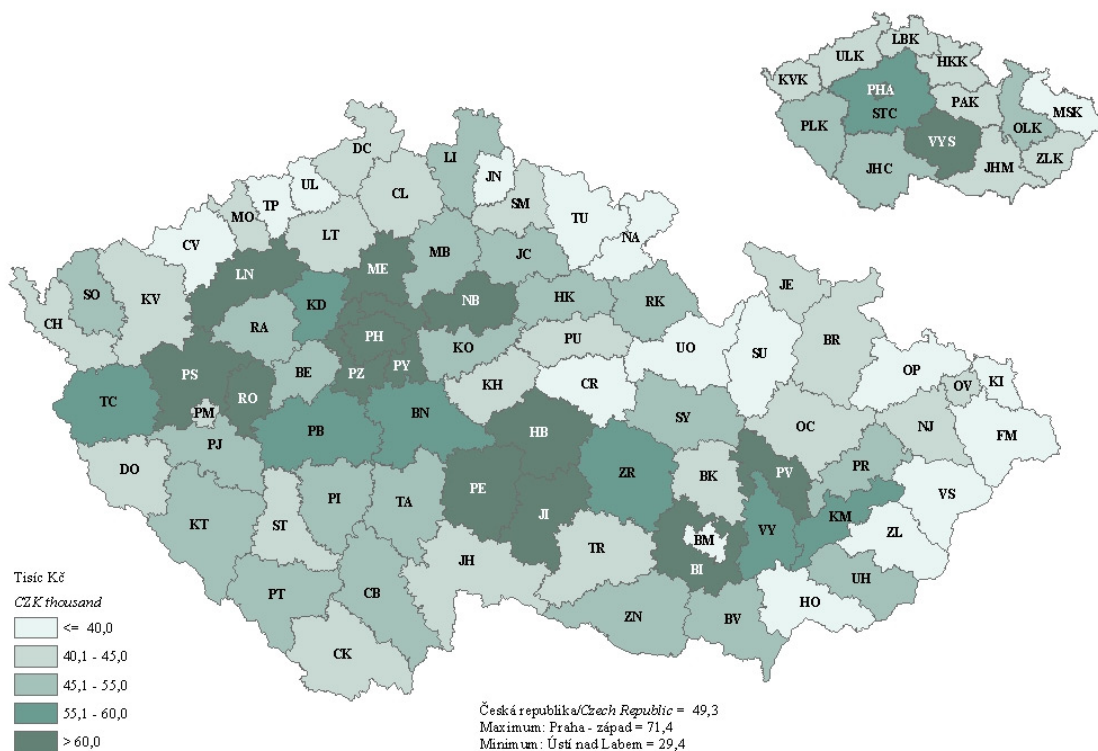 LBK
ULK
HKK
KVK
PHA
PAK
MSK
STC
PLK
OLK
VYS
JHC
JHM
ZLK
DC
LI
JN
UL
TP
CL
SM
MO
TU
LT
NA
CV
MB
JC
ME
LN
SO
KV
JE
NB
HK
RK
KD
CH
RA
PH
PU
BR
KO
UO
SU
OP
PS
BE
PZ
PY
OV
KI
KH
CR
TC
RO
PM
BN
SY
OC
NJ
FM
PB
HB
PJ
DO
BK
PV
PR
ZR
PE
VS
PI
TA
JI
KM
KT
ST
VY
BM
ZL
JH
TR
BI
UH
PT
CB
HO
ZN
BV
CK
Tisíc Kč
CZK thousand
<= 40,0
40,1 - 45,0
45,1 - 55,0
55,1 - 60,0
> 60,0
Česká republika/Czech Republic = 49,3
Maximum: Praha - západ = 71,4
Minimum: Ústí nad Labem = 29,4